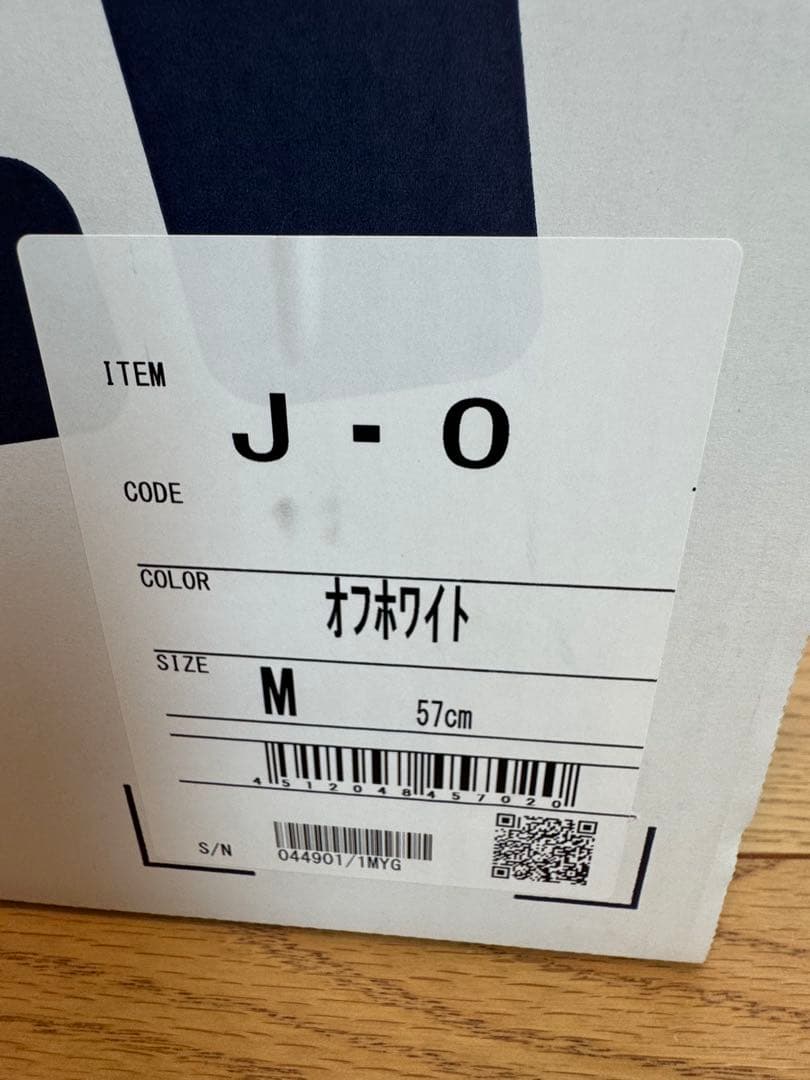 ITEM
J - O
CODE
COLOR オフホワイト
SIZE M 57cm
4512048457020
S/N 044901/1MYG